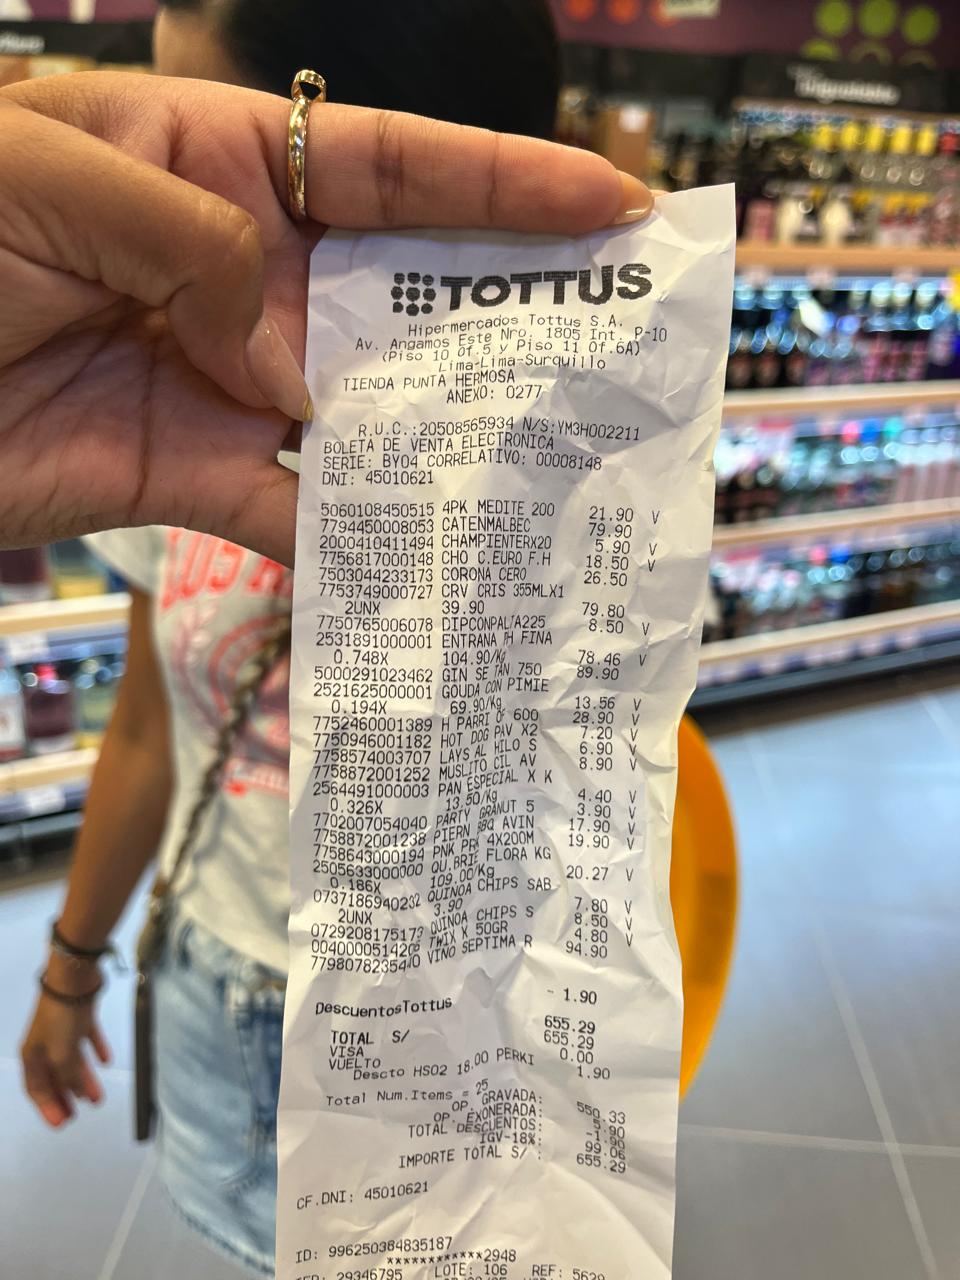 TOTTUS
Hipermercados Tottus S.A.
Av. Angamos Este Nro. 1805 Int. P-10
(Piso 10 Of.5 y Piso 11 Of.6A)
Lima-Lima-Surquillo
TIENDA PUNTA HERMOSA
ANEXO: 0277
R.U.C.:20508565934 N/S:YM3H002211
BOLETA DE VENTA ELECTRONICA
SERIE: BY04 CORRELATIVO: 00008148
DNI: 45010621
5060108450515 4PK MEDITE 200 21.90 V
7794450008053 CATENMALBEC 79.90
2000410411494 CHAMPIENTERX20 5.90 V
7756817000148 CHO C.EURO F.H 18.50 V
7503044233173 CORONA CERO 26.50
7753749000727 CRV CRIS 355MLX1
2UNX 39.90 79.80
7750765006078 DIPCONPALTA225 8.50 V
2531891000001 ENTRANA FINA
0.748X 104.90/Kg 78.46 V
5000291023462 GIN SE TAN 750 89.90
2521625000001 GOUDA CON PIMIE
0.194X 69.90/Kg 13.56 V
7752460001389 H PARRI 600 28.90 V
7750946001182 HOT DOG PAV X2 7.20 V
7758574003707 LAYS AL HILO S 6.90 V
7758872001252 MUSLITO CIL AV 8.90 V
2564491000003 PAN ESPECIAL X K
0.326X 13.50/Kg 4.40 V
7702007054040 PARTY GRANUT 5 3.90 V
7758872001238 PIERN BBQ AVIN 17.90 V
7758643000194 PNK 4X200M 19.90 V
2505633000000 QU.BRIE FLORA KG
0.186X 109.00/Kg 20.27 V
0737186940232 QUINOA CHIPS SAB
2UNX 3.90 7.80 V
0729208175173 QUINOA CHIPS S 8.50 V
040000514206 TWIX X 50GR 4.80 V
7798078235440 VINO SEPTIMA R 94.90
DescuentosTottus - 1.90
TOTAL S/ 655.29
VISA 655.29
VUELTO 0.00
Descto HS02 18.00 PERKI 1.90
Total Num.Items = 25
OP. GRAVADA: 550.33
OP. EXONERADA: 5.90
TOTAL DESCUENTOS: -1.90
IGV-18%: 99.06
IMPORTE TOTAL S/ : 655.29
CF.DNI: 45010621
ID: 996250384835187
************2948
29346795 LOTE: 106 REF: